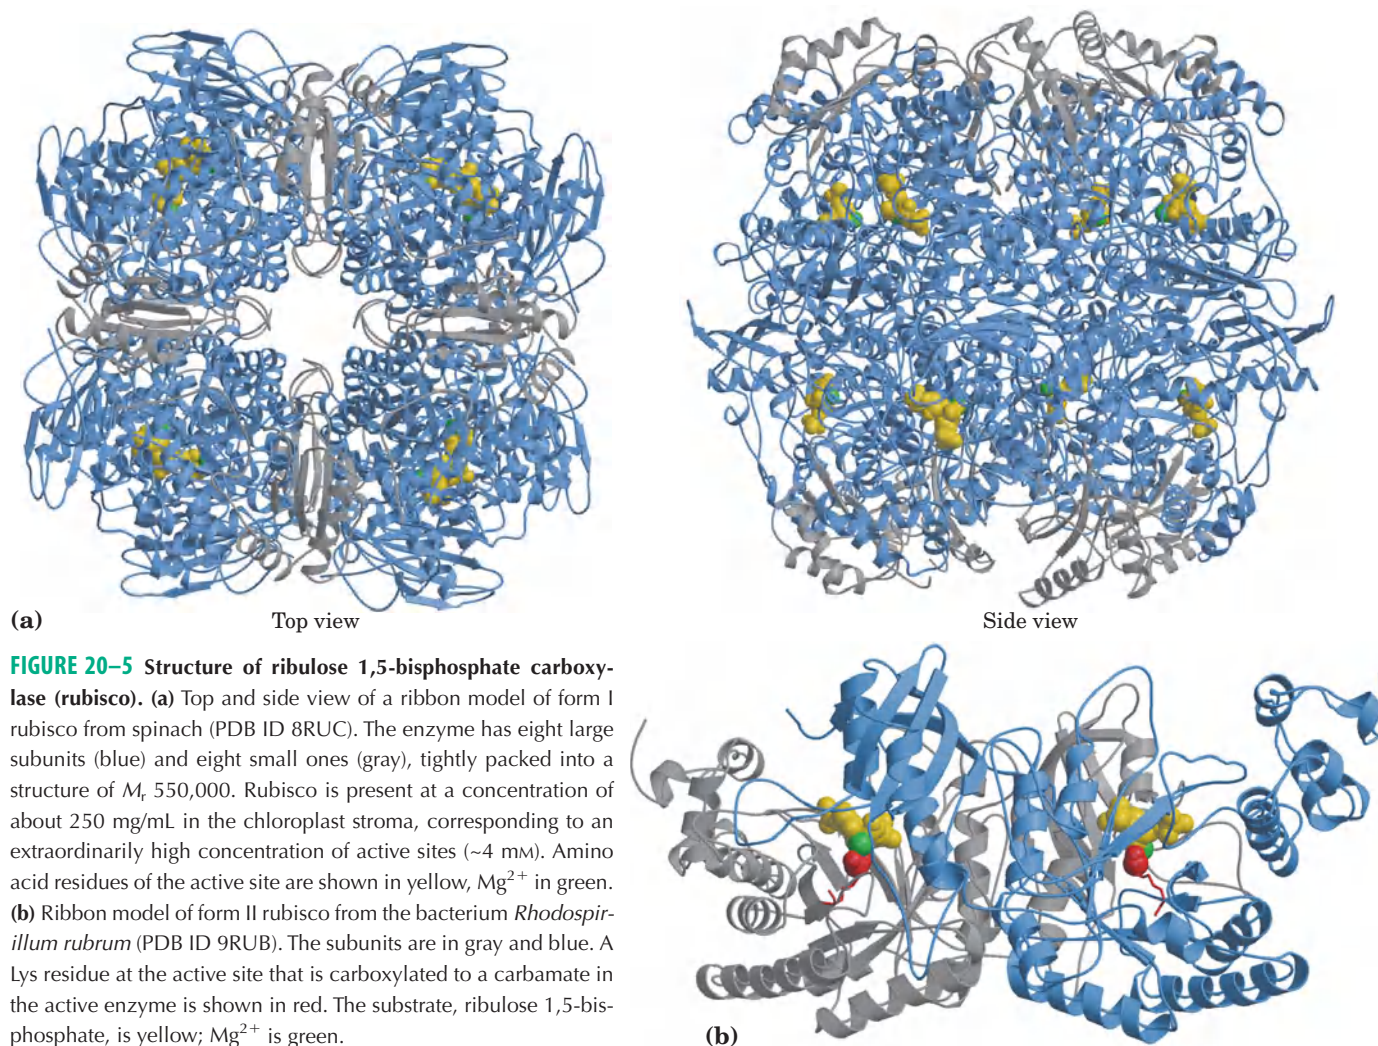 (a)
Top view
Side view
FIGURE 20–5 Structure of ribulose 1,5-bisphosphate carboxy-
lase (rubisco). (a) Top and side view of a ribbon model of form I
rubisco from spinach (PDB ID 8RUC). The enzyme has eight large
subunits (blue) and eight small ones (gray), tightly packed into a
structure of Mr 550,000. Rubisco is present at a concentration of
about 250 mg/mL in the chloroplast stroma, corresponding to an
extraordinarily high concentration of active sites (~4 mM). Amino
acid residues of the active site are shown in yellow, Mg2+ in green.
(b) Ribbon model of form II rubisco from the bacterium Rhodospir-
illum rubrum (PDB ID 9RUB). The subunits are in gray and blue. A
Lys residue at the active site that is carboxylated to a carbamate in
the active enzyme is shown in red. The substrate, ribulose 1,5-bis-
phosphate, is yellow; Mg2+ is green.
(b)